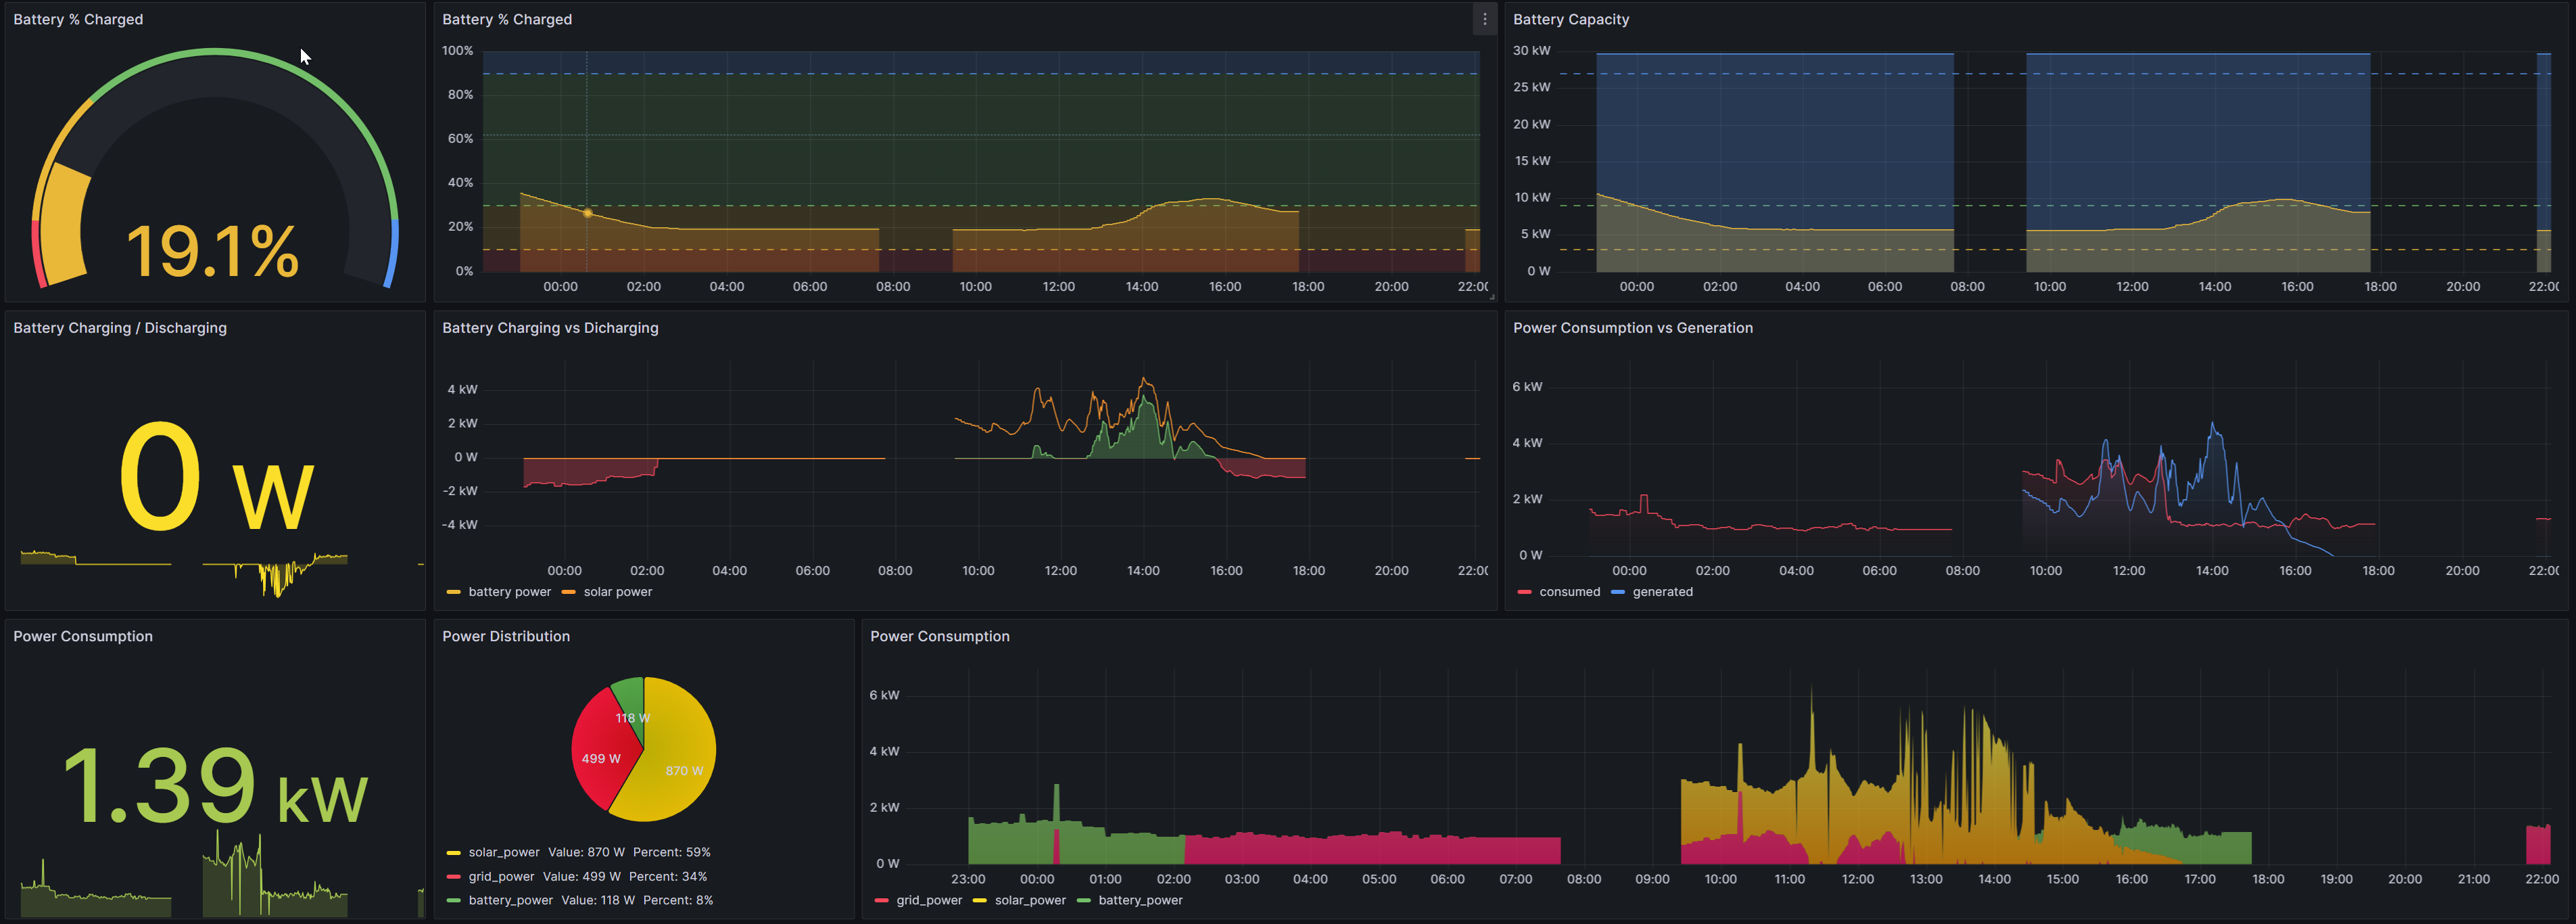 Battery % Charged
19.1%
Battery % Charged
100%
80%
60%
40%
20%
0%
00:00 02:00 04:00 06:00 08:00 10:00 12:00 14:00 16:00 18:00 20:00 22:00
Battery Capacity
30 kW
25 kW
20 kW
15 kW
10 kW
5 kW
0 W
00:00 02:00 04:00 06:00 08:00 10:00 12:00 14:00 16:00 18:00 20:00 22:00
Battery Charging / Discharging
0 W
Battery Charging vs Dicharging
4 kW
2 kW
0 W
-2 kW
-4 kW
00:00 02:00 04:00 06:00 08:00 10:00 12:00 14:00 16:00 18:00 20:00 22:00
battery power solar power
Power Consumption vs Generation
6 kW
4 kW
2 kW
0 W
00:00 02:00 04:00 06:00 08:00 10:00 12:00 14:00 16:00 18:00 20:00 22:00
consumed generated
Power Consumption
1.39 kW
Power Distribution
118 W
499 W
870 W
solar_power Value: 870 W Percent: 59%
grid_power Value: 499 W Percent: 34%
battery_power Value: 118 W Percent: 8%
Power Consumption
6 kW
4 kW
2 kW
0 W
23:00 00:00 01:00 02:00 03:00 04:00 05:00 06:00 07:00 08:00 09:00 10:00 11:00 12:00 13:00 14:00 15:00 16:00 17:00 18:00 19:00 20:00 21:00 22:00
grid_power solar_power battery_power